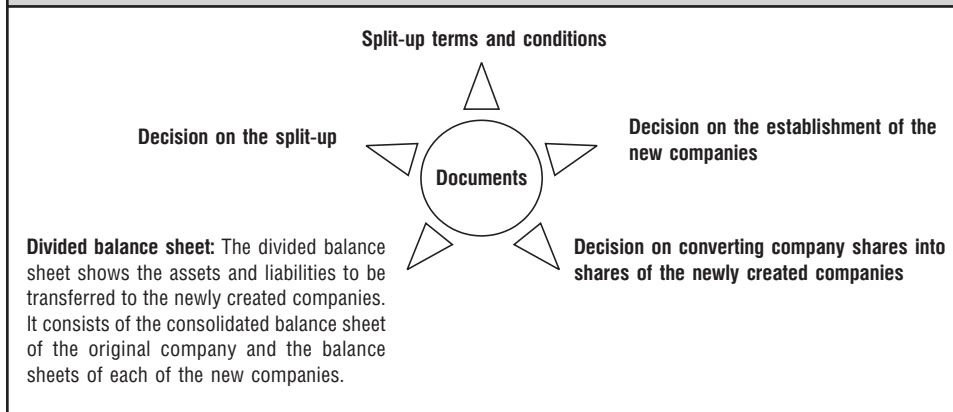 Split-up terms and conditions
Decision on the split-up
Decision on the establishment of the
new companies
Documents
Divided balance sheet: The divided balance
sheet shows the assets and liabilities to be
transferred to the newly created companies.
It consists of the consolidated balance sheet
of the original company and the balance
sheets of each of the new companies.
Decision on converting company shares into
shares of the newly created companies